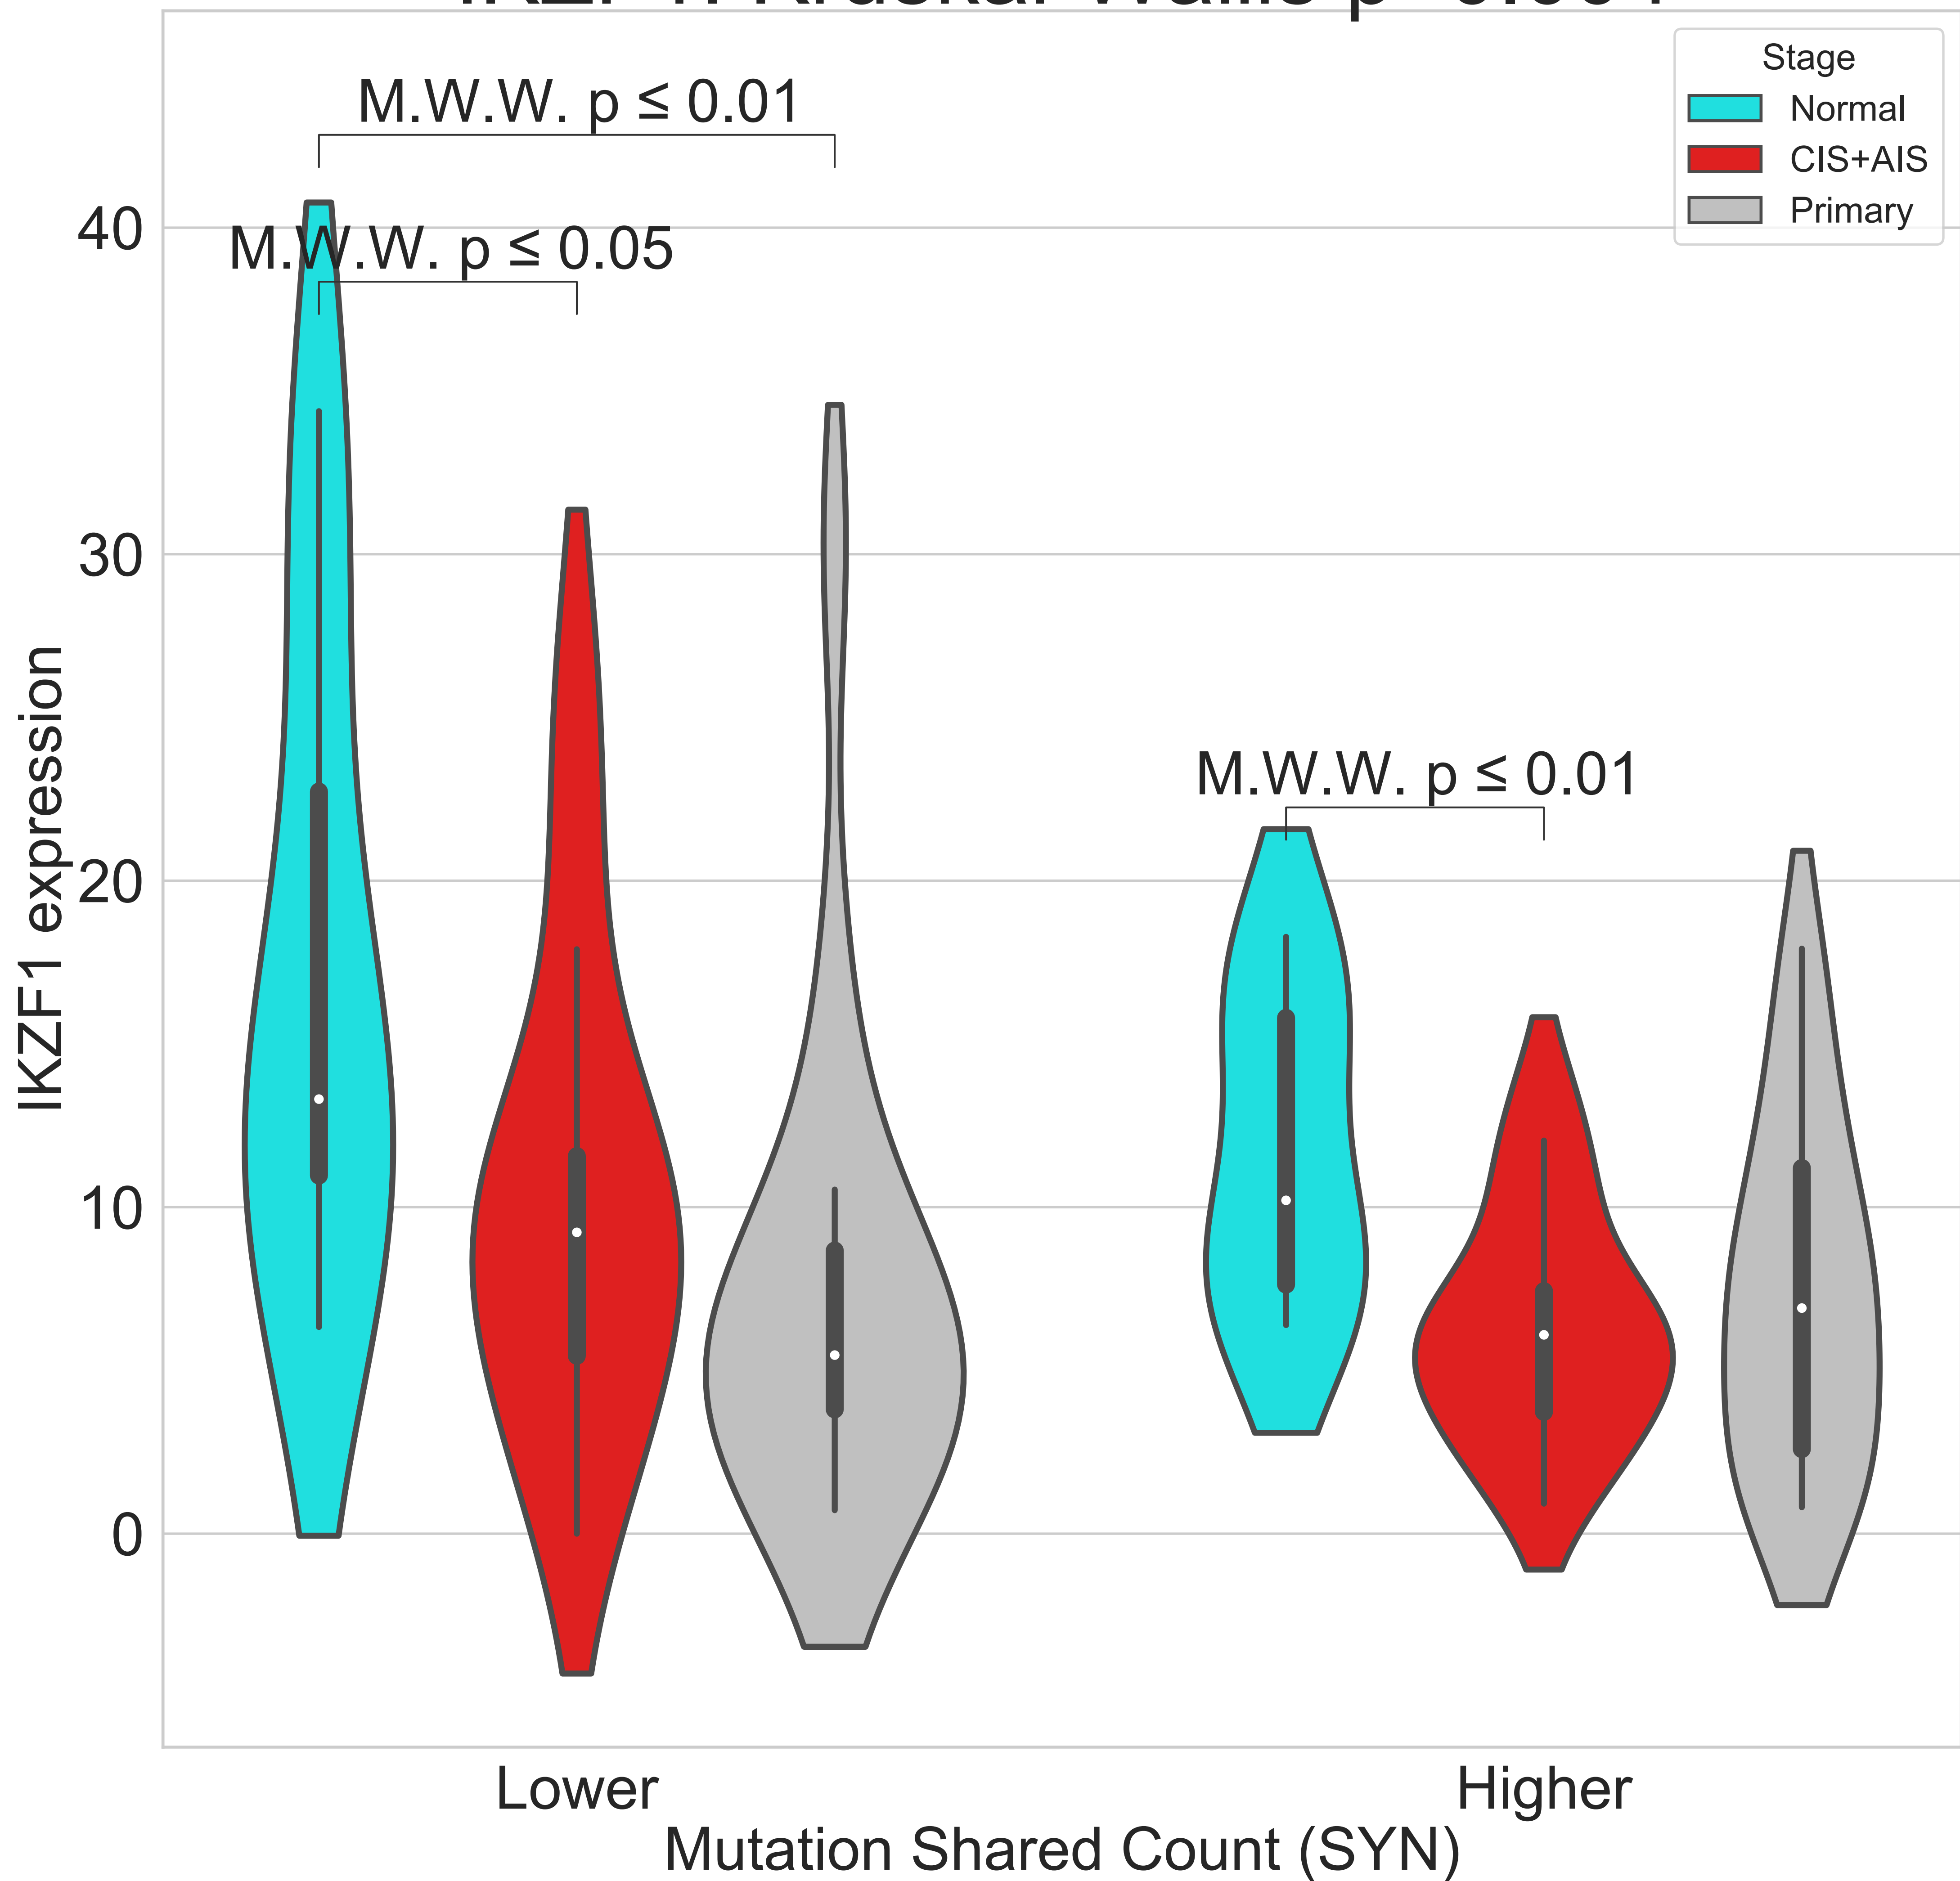 M.W.W. p ≤ 0.01
Stage
Normal
CIS+AIS
Primary
M.W.W. p ≤ 0.05
M.W.W. p ≤ 0.01
40
30
20
10
0
IKZF1 expression
Lower
Higher
Mutation Shared Count (SYN)